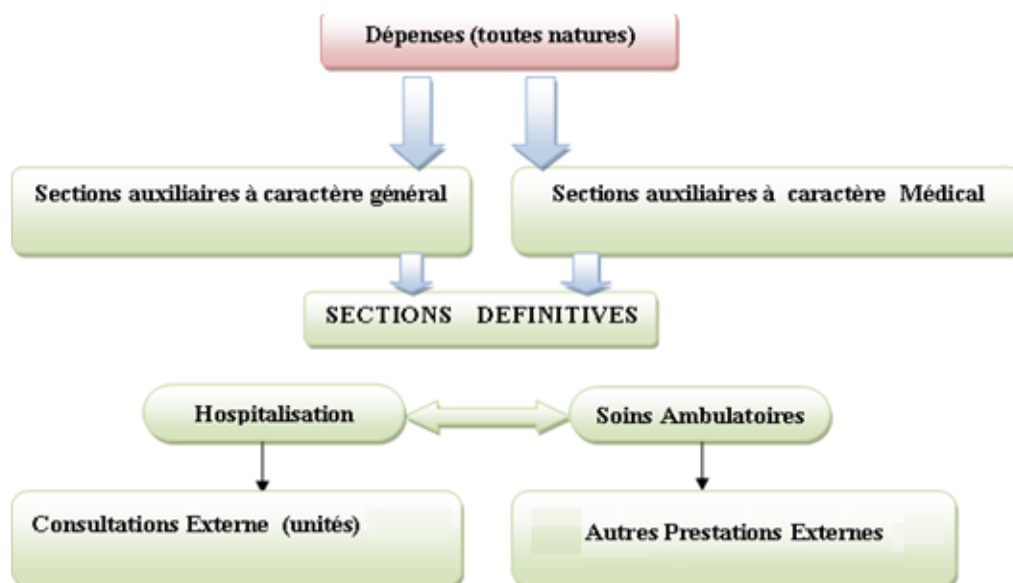 Dépenses (toutes natures)
Sections auxiliaires à caractère général
Sections auxiliaires à caractère Médical
SECTIONS DEFINITIVES
Hospitalisation
Soins Ambulatoires
Consultations Externe (unités)
Autres Prestations Externes